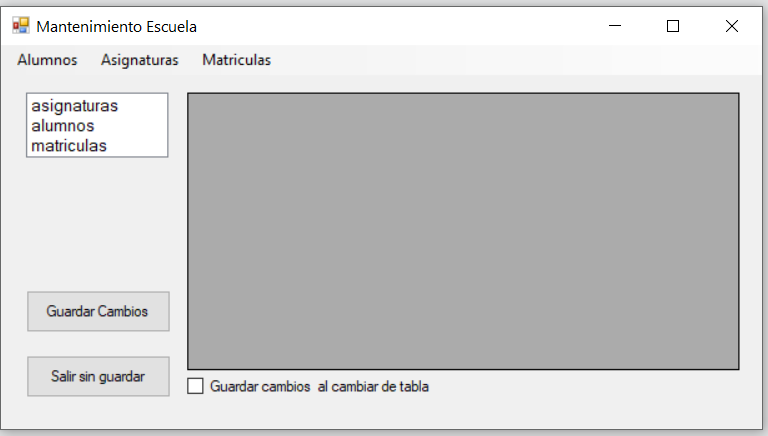 Mantenimiento Escuela
Alumnos Asignaturas Matriculas
asignaturas
alumnos
matriculas
Guardar Cambios
Salir sin guardar
Guardar cambios al cambiar de tabla